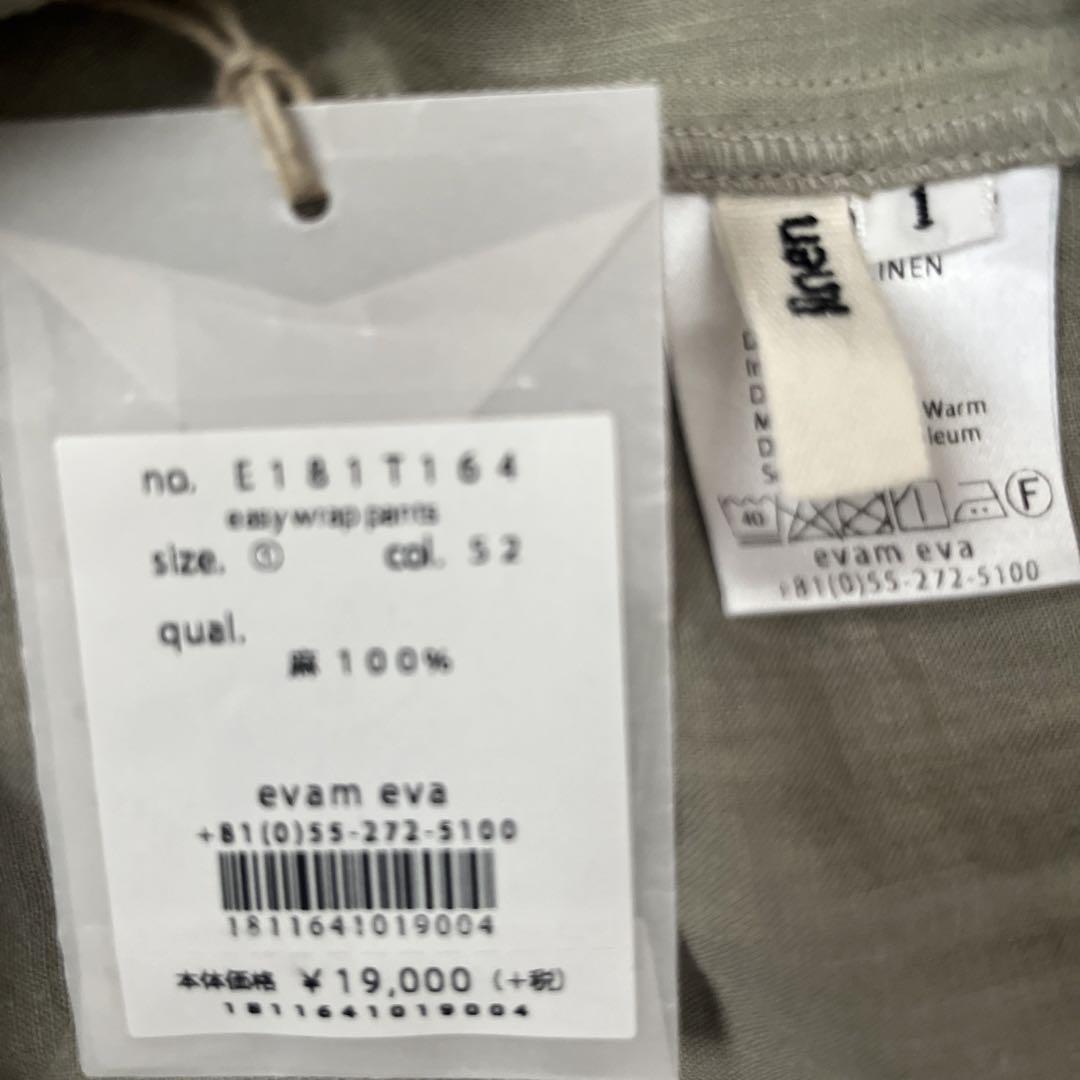 no. E181T164
easy wrap pants
size. ① col. 52
qual.
麻 100%
evam eva
+81(0)55-272-5100
1811641019004
本体価格 ¥19,000 (+税)
1811641019004
linen
1
INEN
Warm
leum
40
F
evam eva
+81(0)55-272-5100